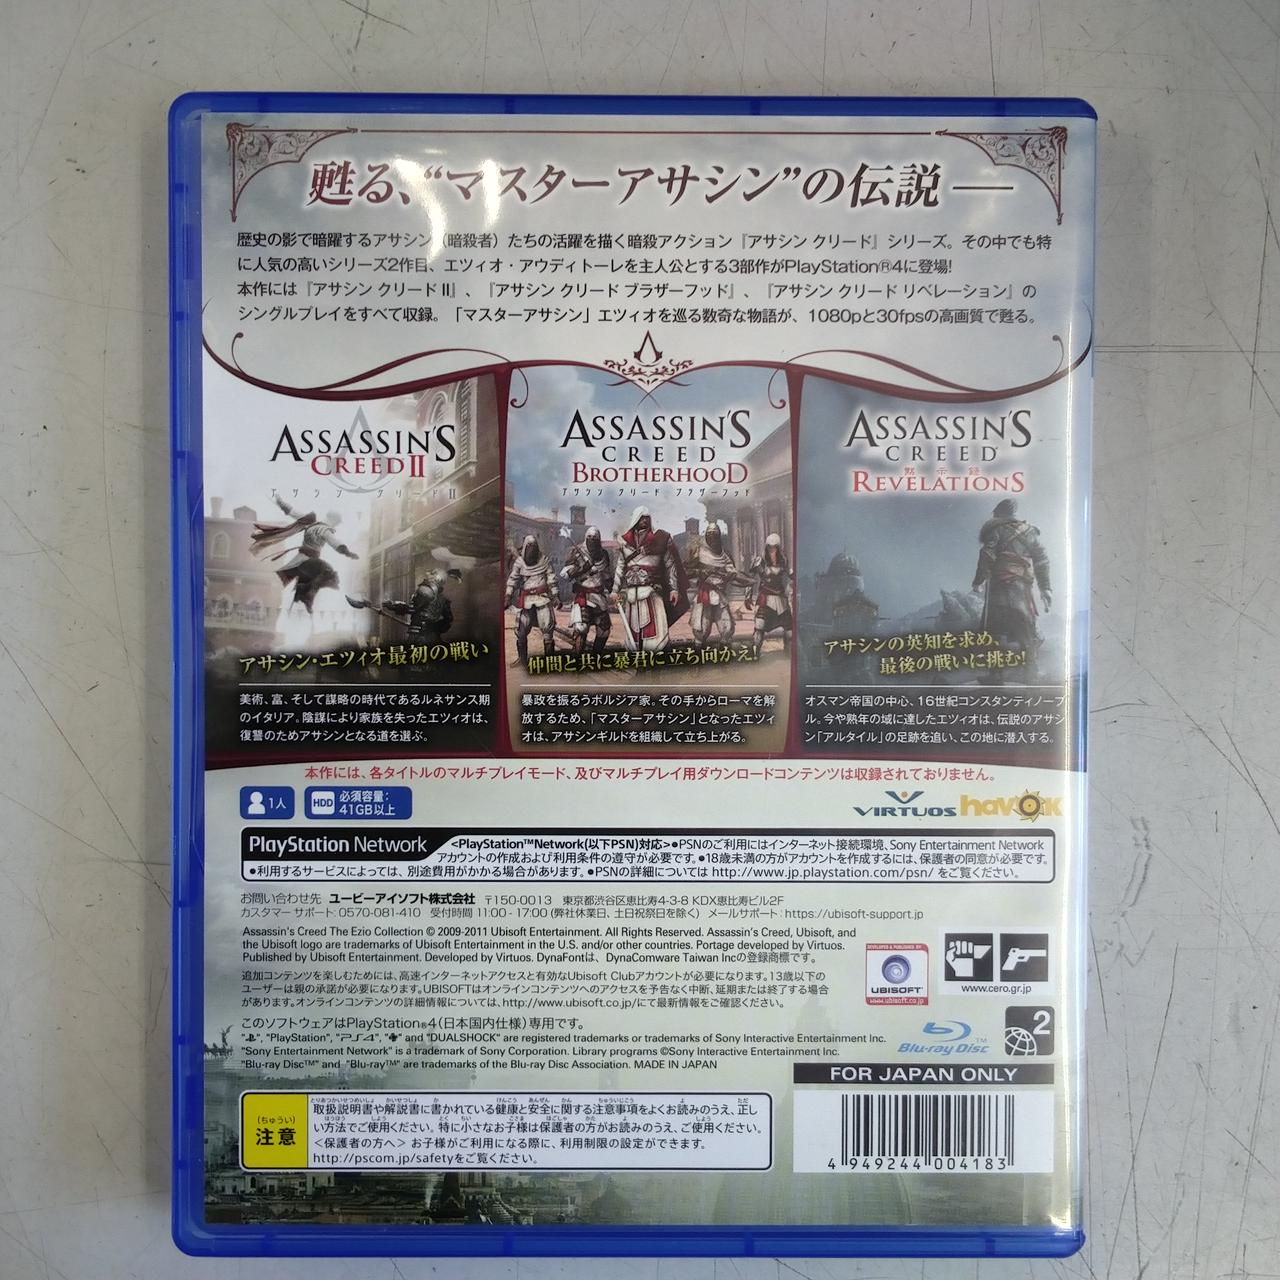 甦る、“マスターアサシン”の伝説──
歴史の影で暗躍するアサシン（暗殺者）たちの活躍を描く暗殺アクション『アサシン クリード』シリーズ。その中でも特
に人気の高いシリーズ2作目、エツィオ・アウディトーレを主人公とする3部作がPlayStation®4に登場!
本作には『アサシン クリード II』、『アサシン クリード ブラザーフッド』、『アサシン クリード リベレーション』の
シングルプレイをすべて収録。「マスターアサシン」エツィオを巡る数奇な物語が、1080pと30fpsの高画質で甦る。
ASSASSIN'S
CREED II
アサシン クリードII
アサシン・エツィオ最初の戦い
美術、富、そして謀略の時代であるルネサンス期
のイタリア。陰謀により家族を失ったエツィオは、
復讐のためアサシンとなる道を選ぶ。
ASSASSIN'S
CREED
BROTHERHOOD
アサシン クリード ブラザーフッド
仲間と共に暴君に立ち向かえ!
暴政を振るうボルジア家。その手からローマを解
放するため、「マスターアサシン」となったエツィ
オは、アサシンギルドを組織して立ち上がる。
ASSASSIN'S
CREED
黙示録
REVELATIONS
アサシンの英知を求め、
最後の戦いに挑む!
オスマン帝国の中心、16世紀コンスタンティノープ
ル。今や熟年の域に達したエツィオは、伝説のアサシ
ン「アルタイル」の足跡を追い、この地に潜入する。
本作には、各タイトルのマルチプレイモード、及びマルチプレイ用ダウンロードコンテンツは収録されておりません。
1人
HDD 必須容量:
41GB以上
VIRTUOS havok
PlayStation Network <PlayStation™Network(以下PSN)対応>●PSNのご利用にはインターネット接続環境、Sony Entertainment Network
アカウントの作成および利用条件の遵守が必要です。●18歳未満の方がアカウントを作成するには、保護者の同意が必要です。
●利用するサービスによっては、別途費用がかかる場合があります。●PSNの詳細については http://www.jp.playstation.com/psn/ をご覧ください。
お問い合わせ先 ユービーアイソフト株式会社 〒150-0013 東京都渋谷区恵比寿4-3-8 KDX恵比寿ビル2F
カスタマー サポート: 0570-081-410 受付時間 11:00 - 17:00 (弊社休業日、土日祝祭日を除く) メールサポート: https://ubisoft-support.jp
Assassin's Creed The Ezio Collection © 2009-2011 Ubisoft Entertainment. All Rights Reserved. Assassin's Creed, Ubisoft, and
the Ubisoft logo are trademarks of Ubisoft Entertainment in the U.S. and/or other countries. Portage developed by Virtuos.
Published by Ubisoft Entertainment. Developed by Virtuos. DynaFontは、DynaComware Taiwan Incの登録商標です。
追加コンテンツを楽しむためには、高速インターネットアクセスと有効なUbisoft Clubアカウントが必要になります。13歳以下の
ユーザーは親の承諾が必要になります。UBISOFTはオンラインコンテンツへのアクセスを予告なく中断、延期または終了する場合
があります。オンラインコンテンツの詳細情報については、http://www.ubisoft.co.jp/にて最新情報をご確認ください。
DEVELOPED & PUBLISHED BY
UBISOFT
www.ubisoft.co.jp
www.cero.gr.jp
このソフトウェアはPlayStation®4(日本国内仕様)専用です。
"", "PlayStation", "PS4", "" and "DUALSHOCK" are registered trademarks or trademarks of Sony Interactive Entertainment Inc.
"Sony Entertainment Network" is a trademark of Sony Corporation. Library programs ©Sony Interactive Entertainment Inc.
"Blu-ray Disc™" and "Blu-ray™" are trademarks of the Blu-ray Disc Association. MADE IN JAPAN
Blu-ray Disc™
2
FOR JAPAN ONLY
(ちゅうい)
注意
取扱説明書や解説書に書かれている健康と安全に関する注意事項をよくお読みのうえ、正し
い方法でご使用ください。特に小さなお子様は保護者の方がお読みのうえ、ご使用ください。
＜保護者の方へ＞ お子様がご利用になる際に、利用制限の設定ができます。
http://pscom.jp/safetyをご覧ください。
4 949244 004183